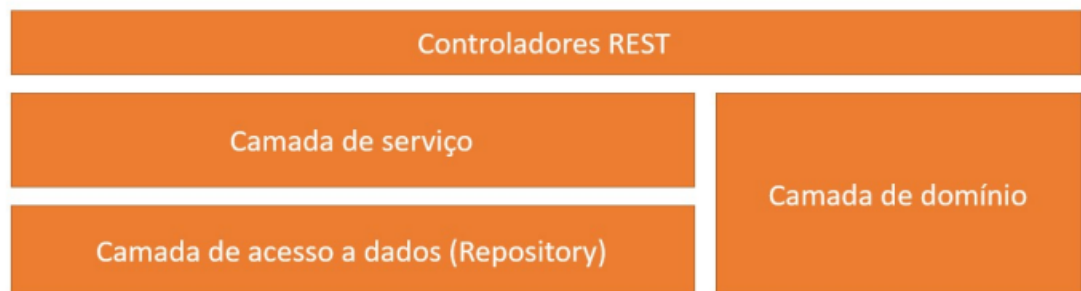 Controladores REST
Camada de serviço
Camada de domínio
Camada de acesso a dados (Repository)